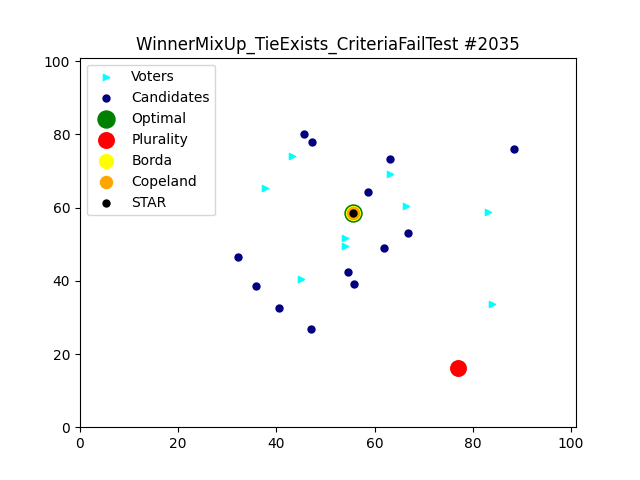 WinnerMixUp_TieExists_CriteriaFailTest #2035
100
80
60
40
20
0
Voters
Candidates
Optimal
Plurality
Borda
Copeland
STAR
0 20 40 60 80 100